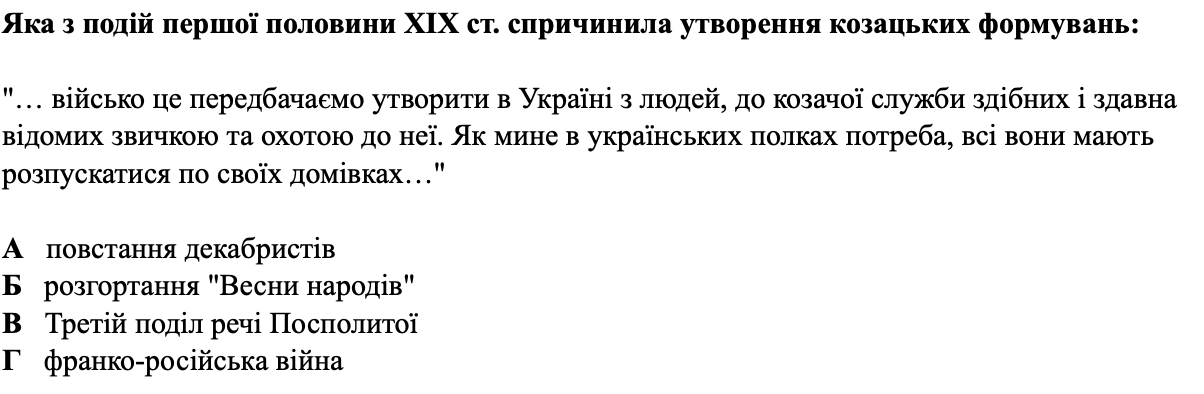 Яка з подій першої половини XIX ст. спричинила утворення козацьких формувань:
"… військо це передбачаємо утворити в Україні з людей, до козачої служби здібних і здавна
відомих звичкою та охотою до неї. Як мине в українських полках потреба, всі вони мають
розпускатися по своїх домівках…"
А повстання декабристів
Б розгортання "Весни народів"
В Третій поділ речі Посполитої
Г франко-російська війна